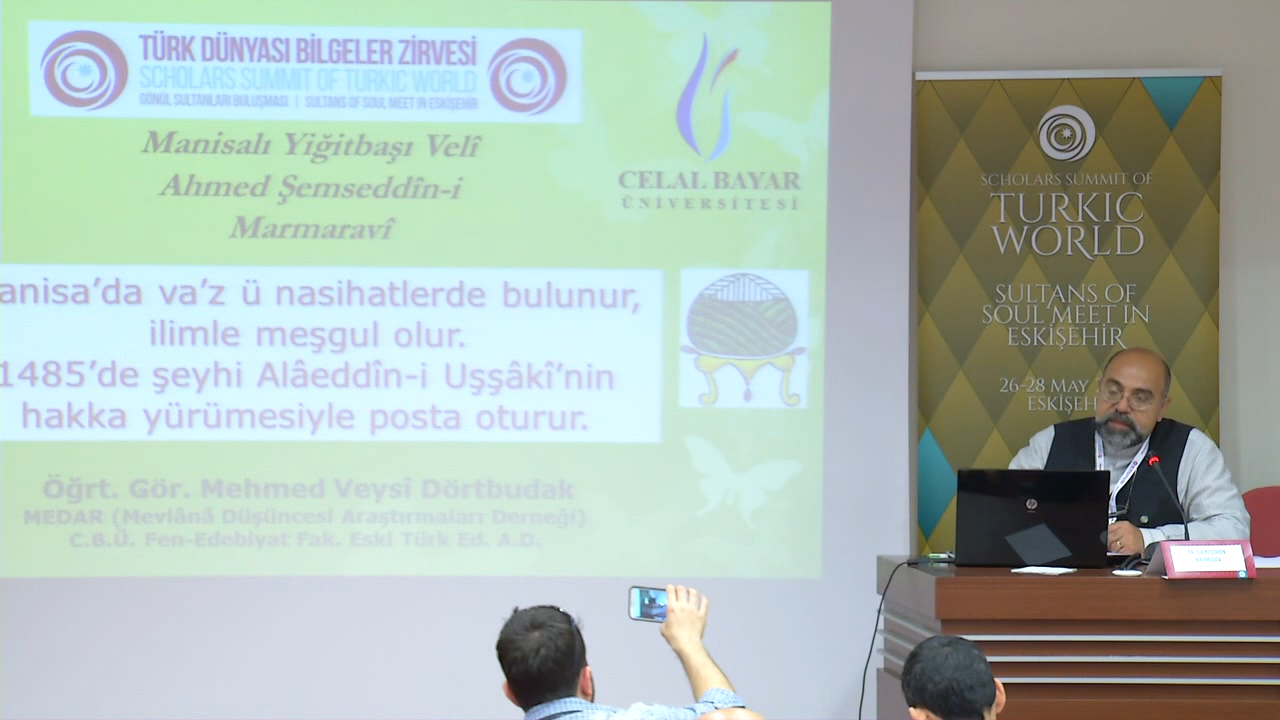 TÜRK DÜNYASI BİLGELER ZİRVESİ
SCHOLARS SUMMIT OF TURKIC WORLD
GÖNÜL SULTANLARI BULUŞMASI | SULTANS OF SOUL MEET IN ESKİŞEHİR
Manisalı Yiğitbaşı Velî
Ahmed Şemseddîn-i
Marmaravî
CELAL BAYAR
ÜNİVERSİTESİ
anisa'da va'z ü nasihatlerde bulunur,
ilimle meşgul olur.
1485'de şeyhi Alâeddîn-i Uşşâkî'nin
hakka yürümesiyle posta oturur.
Öğrt. Gör. Mehmed Veysî Dörtbudak
MEDAR (Mevlânâ Düşüncesi Araştırmaları Derneği)
C.B.Ü. Fen-Edebiyat Fak. Eski Türk Ed. A.D.
SCHOLARS SUMMIT OF
TURKIC
WORLD
SULTANS OF
SOUL MEET IN
ESKİŞEHİR
26-28 MAY
ESKİŞEH
hp